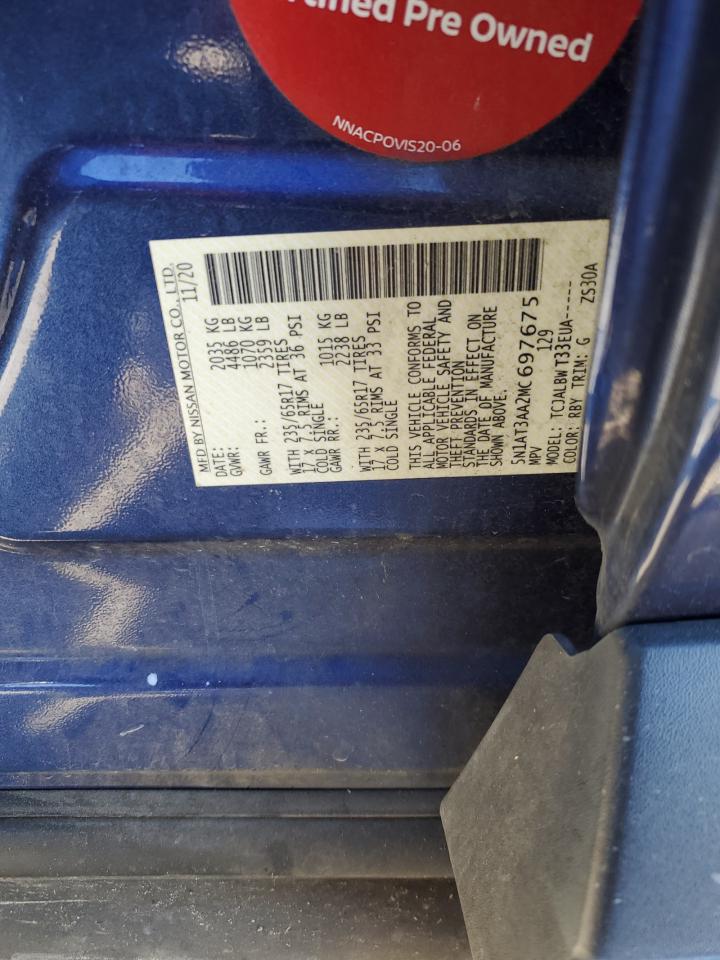 Pre Owned
NNACPOVIS20-06
MFD BY NISSAN MOTOR CO., LTD.
DATE: 11/20
GVWR: 2035 KG
4486 LB
GAWR FR.: 1070 KG
2359 LB
WITH 235/65R17 TIRES
17 X 7.5 RIMS AT 36 PSI
COLD SINGLE
GAWR RR.: 1015 KG
2238 LB
WITH 235/65R17 TIRES
17 X 7.5 RIMS AT 33 PSI
COLD SINGLE
THIS VEHICLE CONFORMS TO
ALL APPLICABLE FEDERAL
MOTOR VEHICLE SAFETY AND
THEFT PREVENTION
STANDARDS IN EFFECT ON
THE DATE OF MANUFACTURE
SHOWN ABOVE.
5N1AT3AA2MC697675
MPV 129
MODEL: TCJALBWT33EUA-----
COLOR: RBY TRIM: G ZS30A